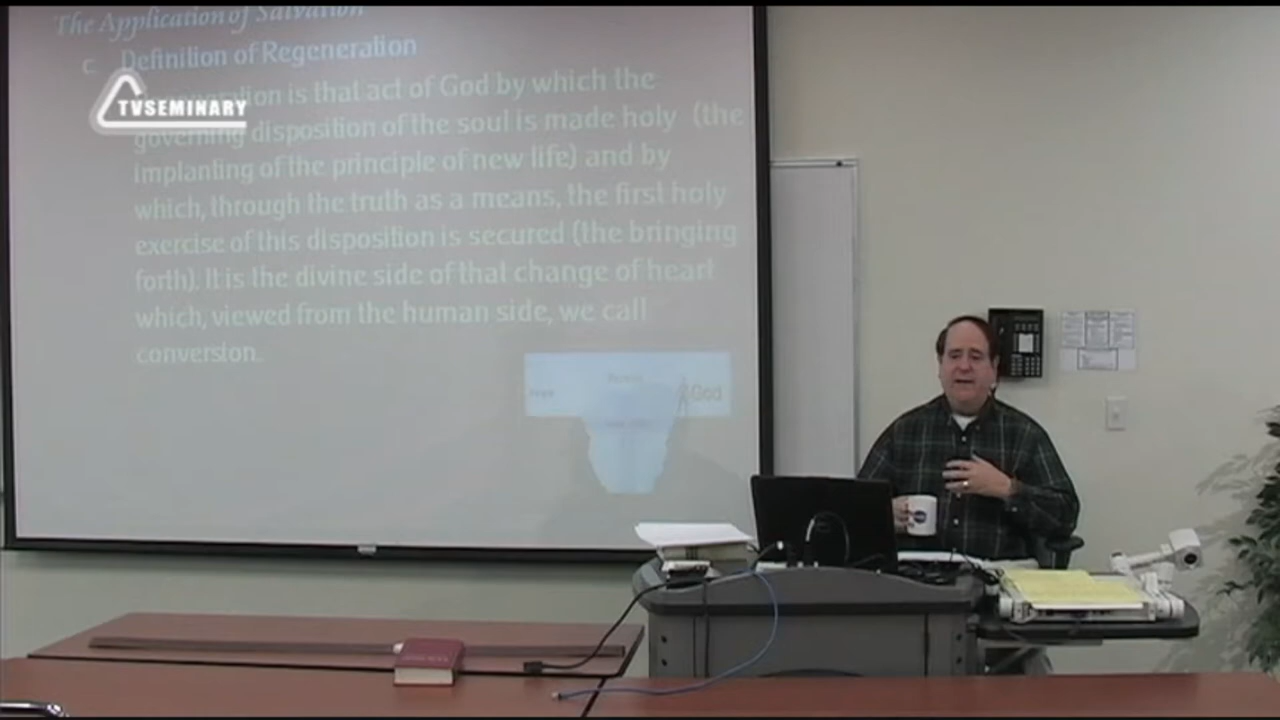 The Application of Salvation
c Definition of Regeneration
TVSEMINARY
is that act of God by which the
governing disposition of the soul is made holy (the
implanting of the principle of new life) and by
which, through the truth as a means, the first holy
exercise of this disposition is secured (the bringing
forth). It is the divine side of that change of heart
which, viewed from the human side, we call
conversion.
God